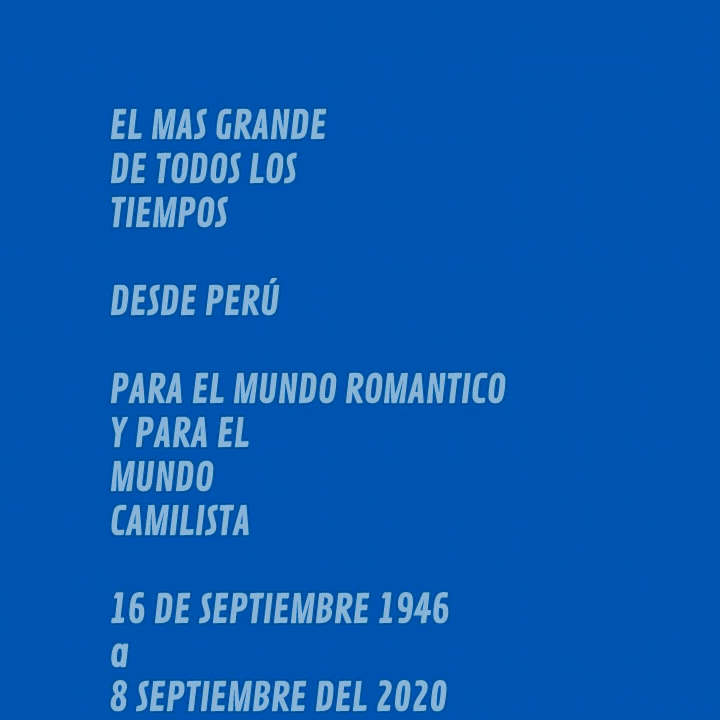 EL MAS GRANDE
DE TODOS LOS
TIEMPOS
DESDE PERÚ
PARA EL MUNDO ROMANTICO
Y PARA EL
MUNDO
CAMILISTA
16 DE SEPTIEMBRE 1946
a
8 SEPTIEMBRE DEL 2020